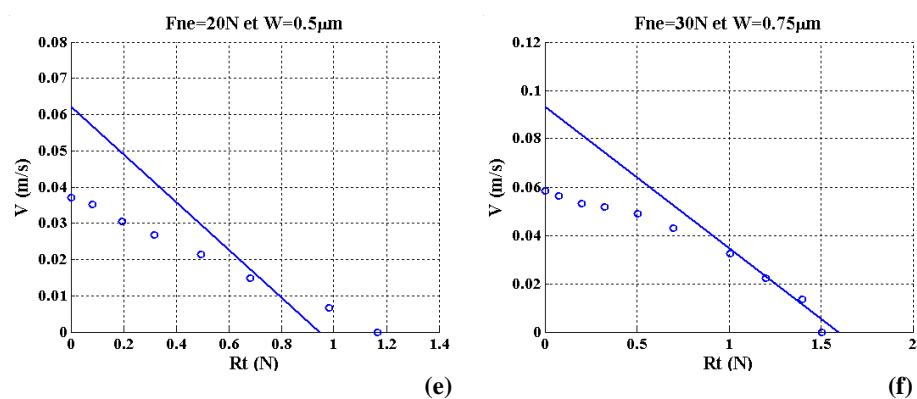 Fne=20N et W=0.5µm
0.08
0.07
0.06
0.05
0.04
0.03
0.02
0.01
0
V (m/s)
0 0.2 0.4 0.6 0.8 1 1.2 1.4
Rt (N)
(e)
Fne=30N et W=0.75µm
0.12
0.1
0.08
0.06
0.04
0.02
0
V (m/s)
0 0.5 1 1.5 2
Rt (N)
(f)